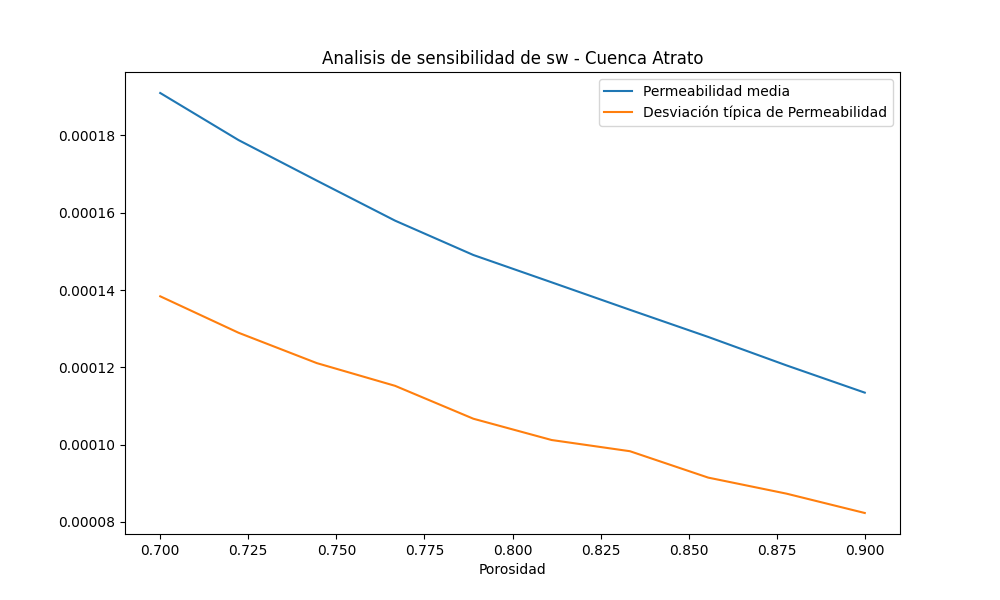 Analisis de sensibilidad de sw - Cuenca Atrato
Permeabilidad media
Desviación típica de Permeabilidad
0.00018
0.00016
0.00014
0.00012
0.00010
0.00008
0.700 0.725 0.750 0.775 0.800 0.825 0.850 0.875 0.900
Porosidad